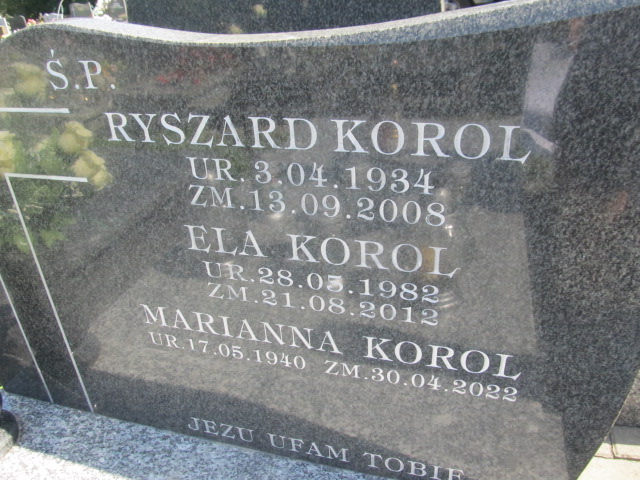 Ś.P.
RYSZARD KOROL
UR.3.04.1934
ZM.13.09.2008
ELA KOROL
UR.28.05.1982
ZM.21.08.2012
MARIANNA KOROL
UR.17.05.1940 ZM.30.04.2022
JEZU UFAM TOBIE